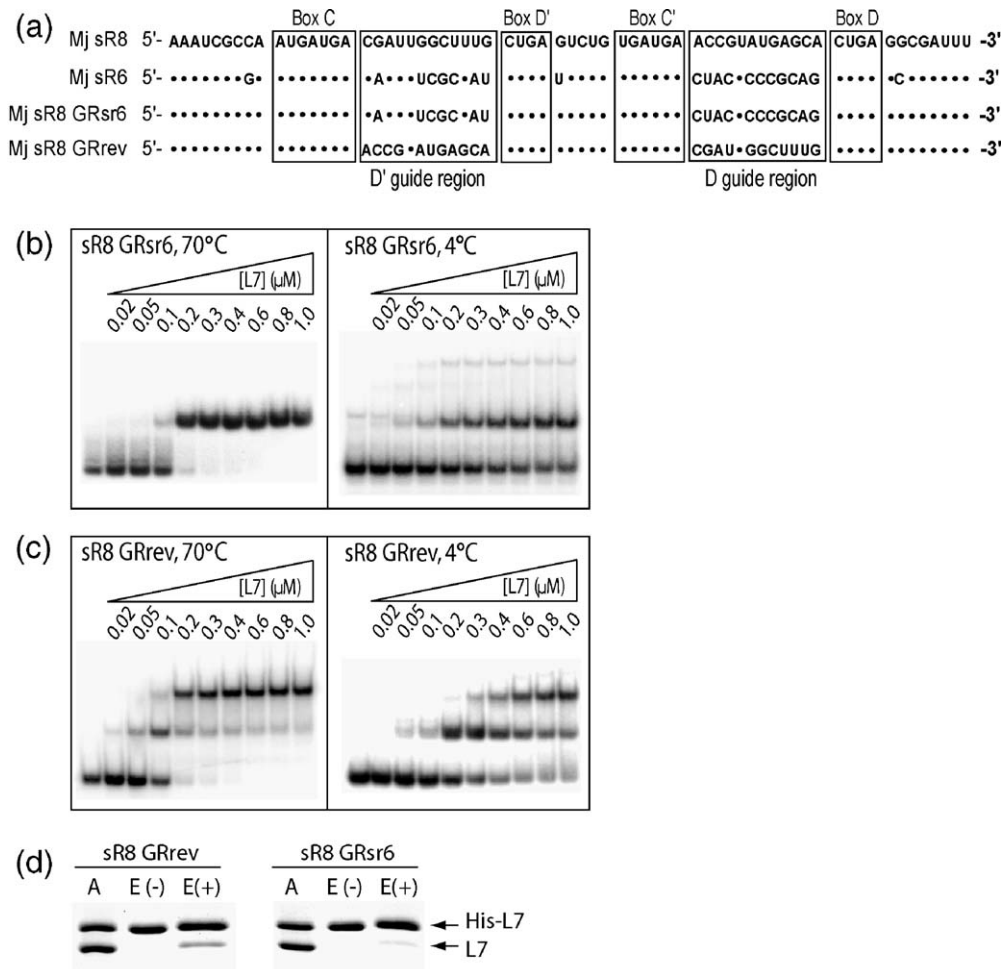 (a)
Box C Box D' Box C' Box D
Mj sR8 5'- AAAUCGCCA AUGAUGA CGAUUGGCUUUG CUGA GUCUG UGAUGA ACCGUAUGAGCA CUGA GGCGAUUU -3'
Mj sR6 5'- •••••••G• ••••••• •A•••UCGC•AU •••• U•••• •••••• CUAC•CCCGCAG •••• •C•••••• -3'
Mj sR8 GRsr6 5'- ••••••••• ••••••• •A•••UCGC•AU •••• ••••• •••••• CUAC•CCCGCAG •••• •••••••• -3'
Mj sR8 GRrev 5'- ••••••••• ••••••• ACCG•AUGAGCA •••• ••••• •••••• CGAU•GGCUUUG •••• •••••••• -3'
D' guide region D guide region
(b)
sR8 GRsr6, 70°C
[L7] (µM)
0.02 0.05 0.1 0.2 0.3 0.4 0.6 0.8 1.0
sR8 GRsr6, 4°C
[L7] (µM)
0.02 0.05 0.1 0.2 0.3 0.4 0.6 0.8 1.0
(c)
sR8 GRrev, 70°C
[L7] (µM)
0.02 0.05 0.1 0.2 0.3 0.4 0.6 0.8 1.0
sR8 GRrev, 4°C
[L7] (µM)
0.02 0.05 0.1 0.2 0.3 0.4 0.6 0.8 1.0
(d)
sR8 GRrev sR8 GRsr6
A E (-) E(+) A E (-) E(+)
His-L7
L7